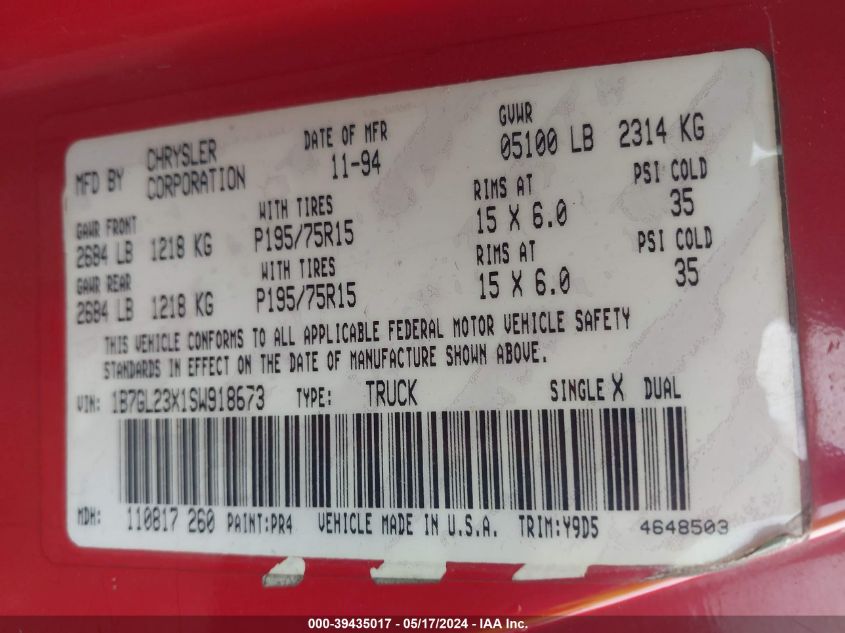 MFD BY CHRYSLER CORPORATION DATE OF MFR 11-94 GVWR 05100 LB 2314 KG
GAWR FRONT WITH TIRES RIMS AT PSI COLD
2684 LB 1218 KG P195/75R15 15 X 6.0 35
GAWR REAR WITH TIRES RIMS AT PSI COLD
2684 LB 1218 KG P195/75R15 15 X 6.0 35
THIS VEHICLE CONFORMS TO ALL APPLICABLE FEDERAL MOTOR VEHICLE SAFETY
STANDARDS IN EFFECT ON THE DATE OF MANUFACTURE SHOWN ABOVE.
VIN: 1B7GL23X1SW918673 TYPE: TRUCK SINGLE X DUAL
MDH: 110817 260 PAINT:PR4 VEHICLE MADE IN U.S.A. TRIM:Y9D5 4648503
000-39435017 - 05/17/2024 - IAA Inc.